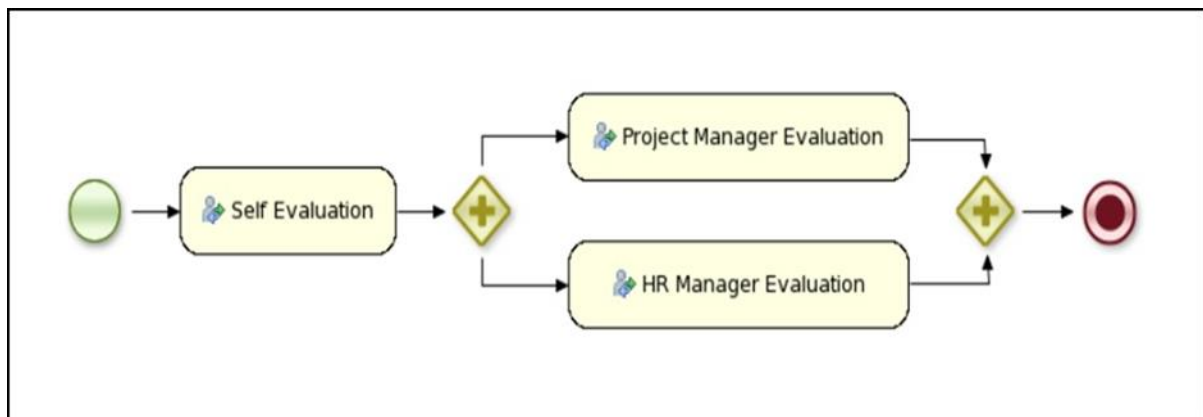 Project Manager Evaluation
Self Evaluation
HR Manager Evaluation